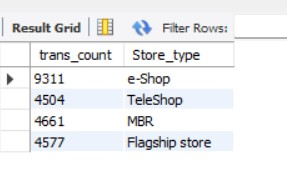 Result Grid Filter Rows:
trans_count Store_type
9311 e-Shop
4504 TeleShop
4661 MBR
4577 Flagship store